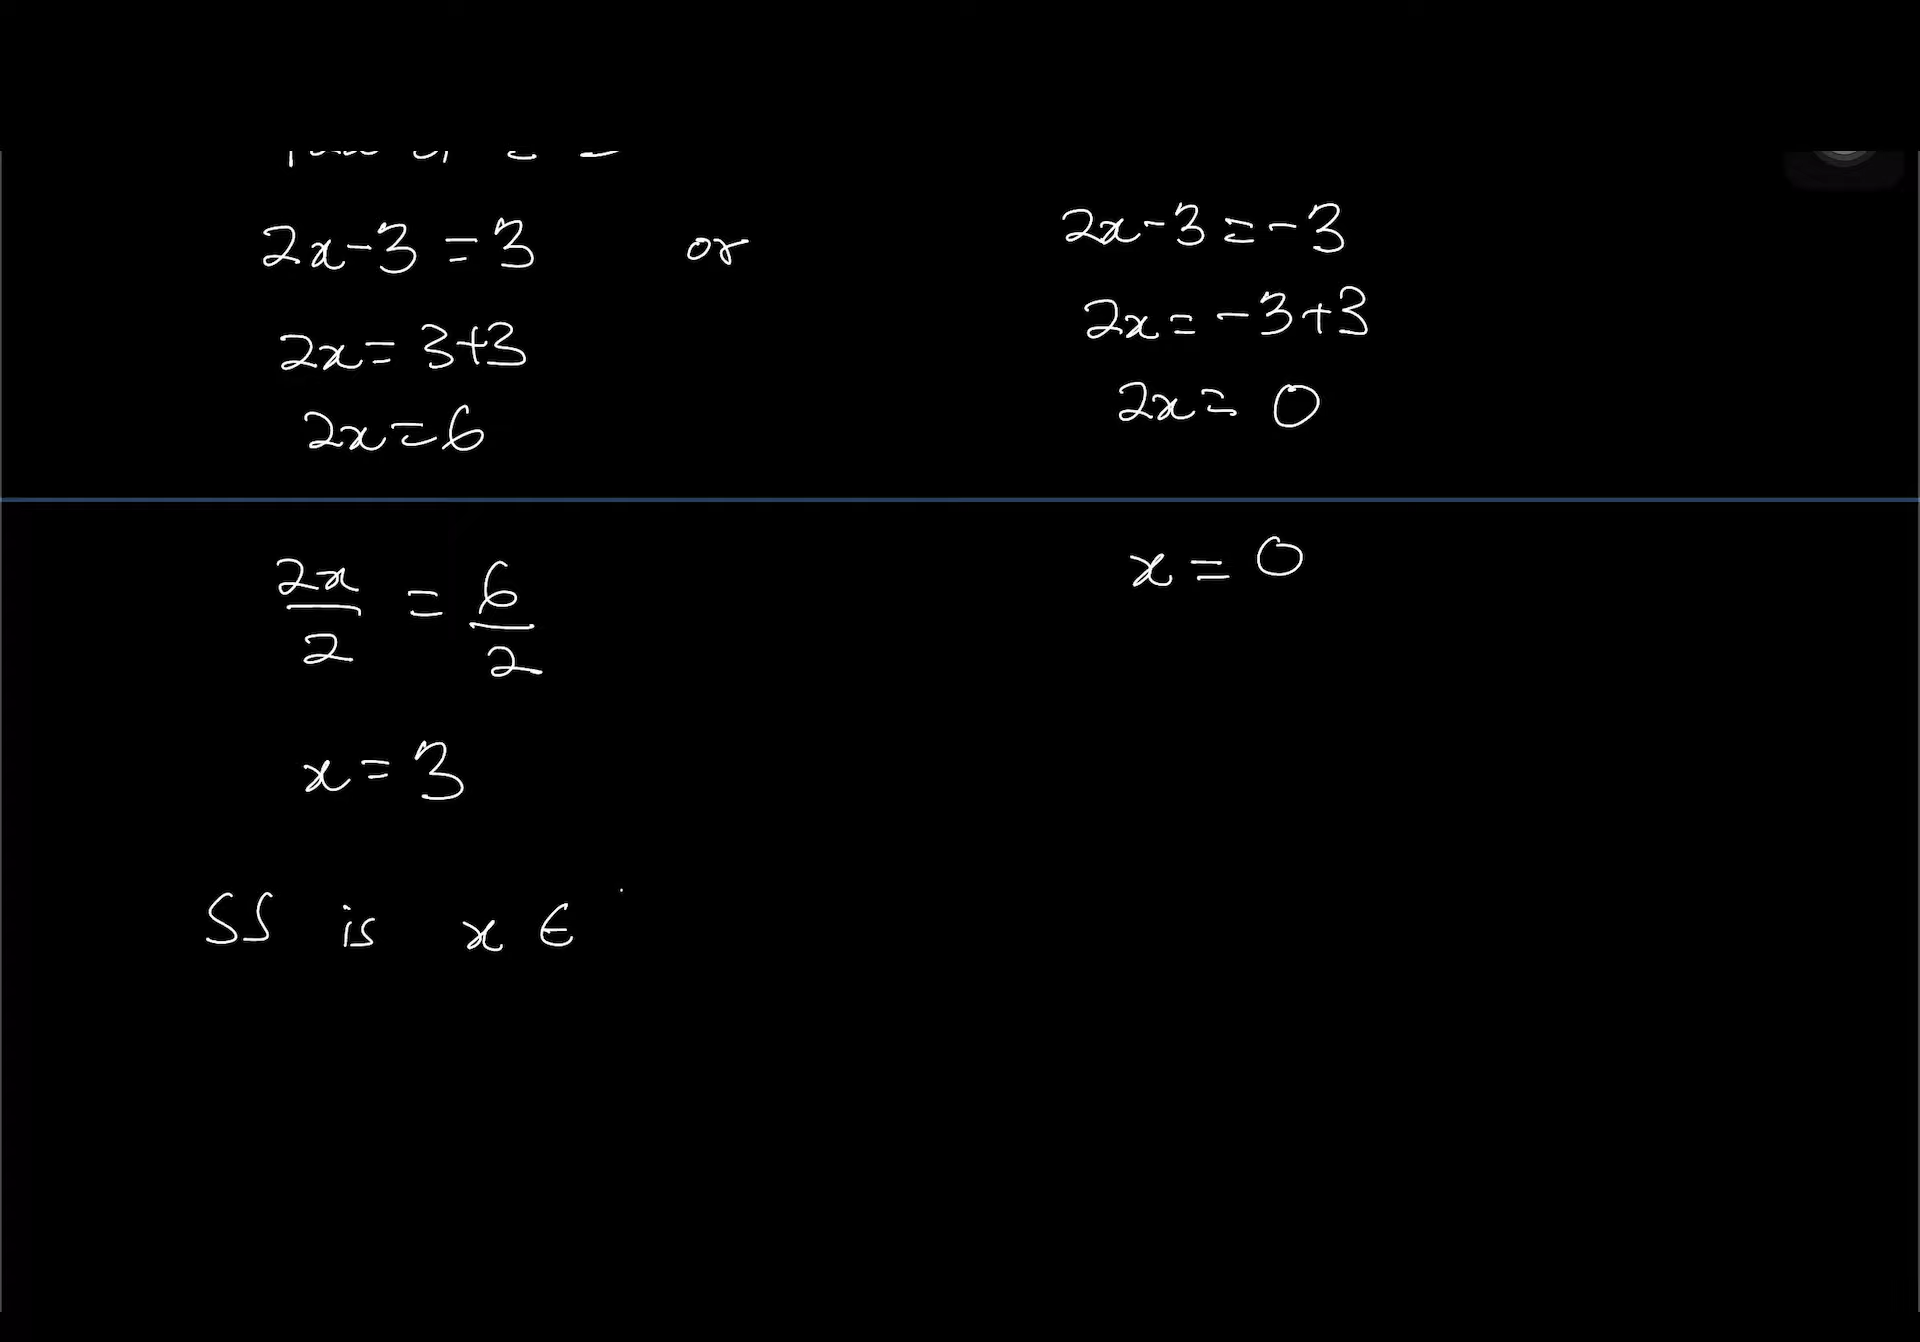 2x-3 = 3 or 2x-3 = -3
2x = 3+3 2x = -3+3
2x = 6 2x = 0
2x/2 = 6/2 x = 0
x = 3
SS is x ∈